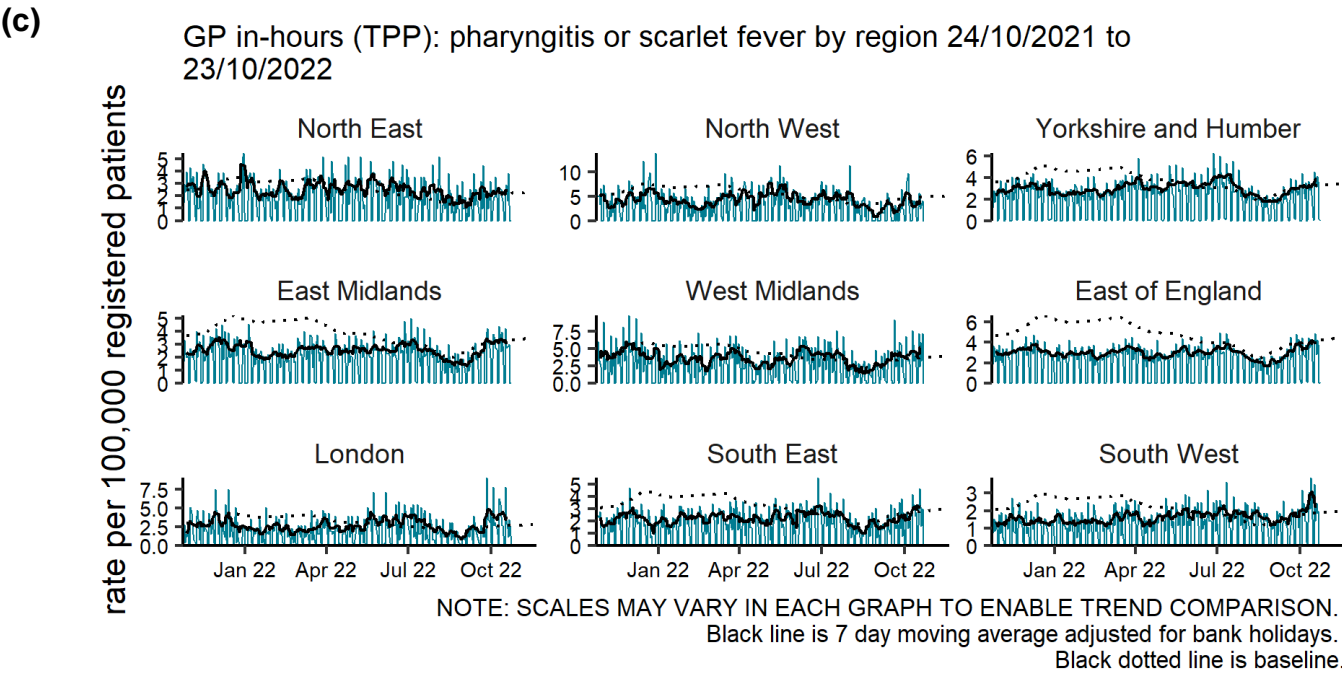 (c)
GP in-hours (TPP): pharyngitis or scarlet fever by region 24/10/2021 to
23/10/2022
rate per 100,000 registered patients
North East
5
4
3
2
1
0
North West
10
5
0
Yorkshire and Humber
6
4
2
0
East Midlands
5
4
3
2
1
0
West Midlands
7.5
5.0
2.5
0.0
East of England
6
4
2
0
London
7.5
5.0
2.5
0.0
South East
5
4
3
2
1
0
South West
3
2
1
0
Jan 22 Apr 22 Jul 22 Oct 22
Jan 22 Apr 22 Jul 22 Oct 22
Jan 22 Apr 22 Jul 22 Oct 22
NOTE: SCALES MAY VARY IN EACH GRAPH TO ENABLE TREND COMPARISON.
Black line is 7 day moving average adjusted for bank holidays.
Black dotted line is baseline.